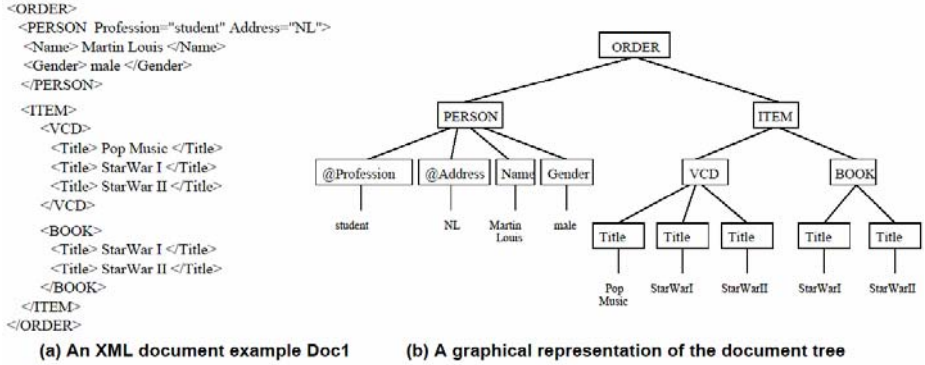 <ORDER>
<PERSON Profession="student" Address="NL">
<Name> Martin Louis </Name>
<Gender> male </Gender>
</PERSON>
<ITEM>
<VCD>
<Title> Pop Music </Title>
<Title> StarWar I </Title>
<Title> StarWar II </Title>
</VCD>
<BOOK>
<Title> StarWar I </Title>
<Title> StarWar II </Title>
</BOOK>
</ITEM>
</ORDER>
(a) An XML document example Doc1
ORDER
PERSON ITEM
@Profession @Address Name Gender VCD BOOK
student NL Martin male
Louis
Title Title Title Title Title
Pop StarWarI StarWarII StarWarI StarWarII
Music
(b) A graphical representation of the document tree